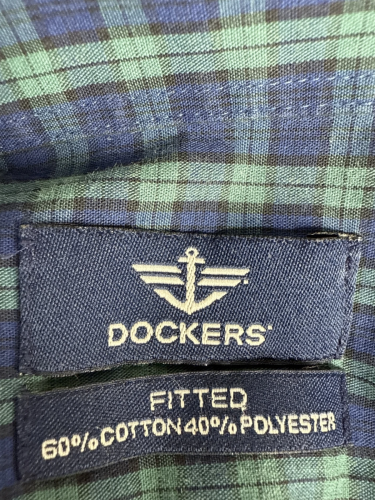 DOCKERS
FITTED
60% COTTON 40% POLYESTER